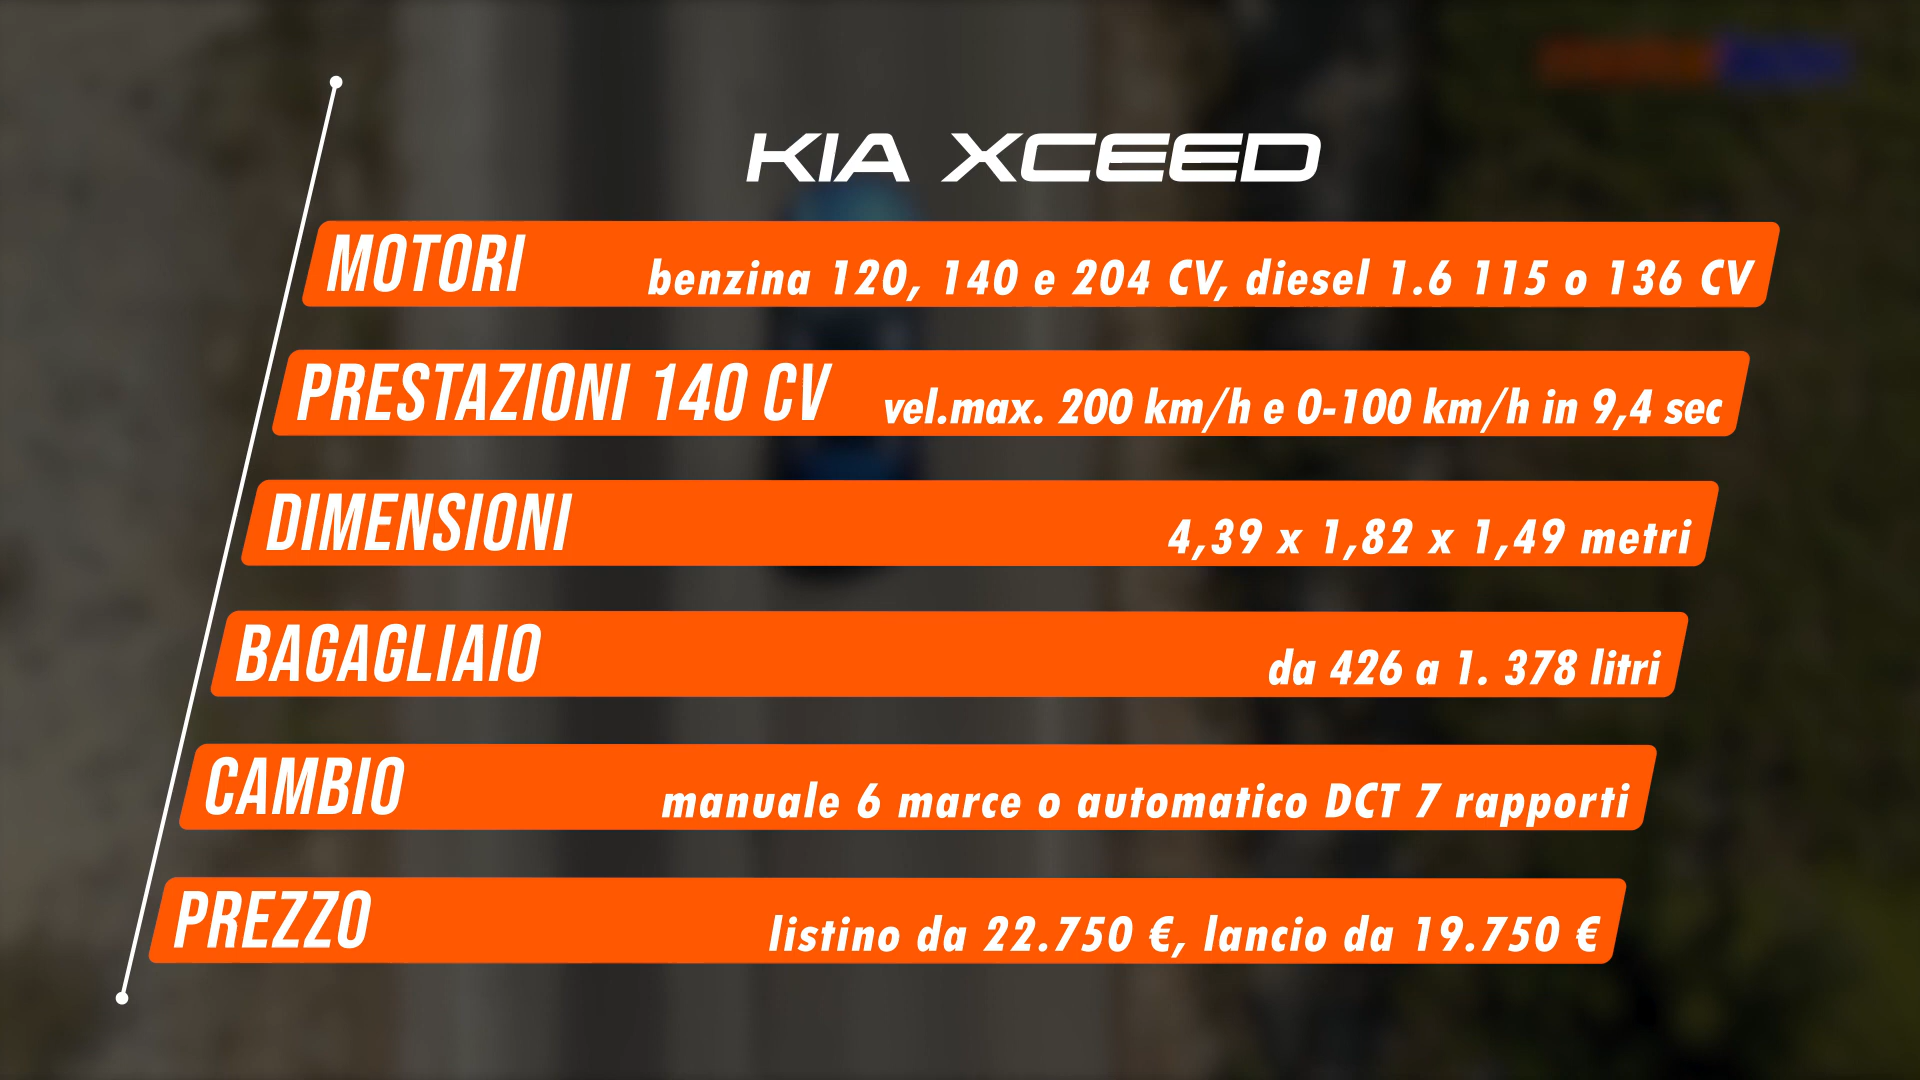 KIA XCEED
MOTORI benzina 120, 140 e 204 CV, diesel 1.6 115 o 136 CV
PRESTAZIONI 140 CV vel.max. 200 km/h e 0-100 km/h in 9,4 sec
DIMENSIONI 4,39 x 1,82 x 1,49 metri
BAGAGLIAIO da 426 a 1. 378 litri
CAMBIO manuale 6 marce o automatico DCT 7 rapporti
PREZZO listino da 22.750 €, lancio da 19.750 €